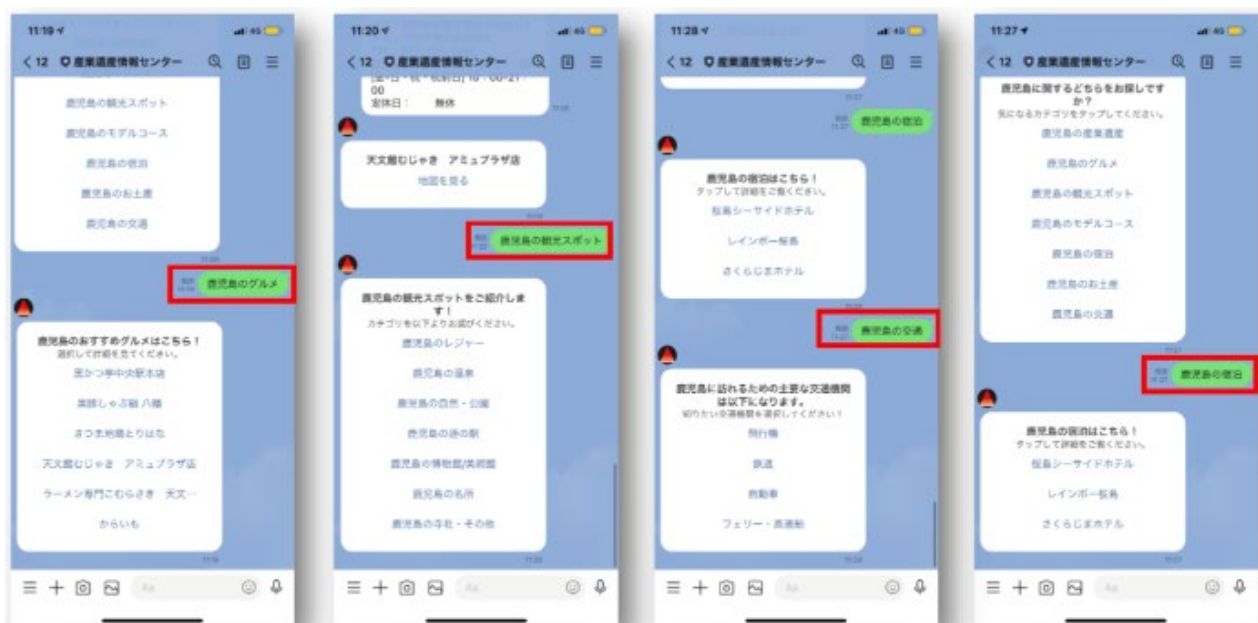 11:19
4G
12 産業遺産情報センター
鹿児島の観光スポット
鹿児島のモデルコース
鹿児島の宿泊
鹿児島のお土産
鹿児島の交通
鹿児島のグルメ
鹿児島のおすすめグルメはこちら！
選択して詳細を見てください。
黒かつ亭中央駅本店
黒豚しゃぶ鍋 八幡
さつま地鶏とりはな
天文館むじゃき アミュプラザ店
ラーメン専門こむらさき 天文…
からいも
11:19
Aa
11:20
4G
12 産業遺産情報センター
00
定休日： 無休
天文館むじゃき アミュプラザ店
地図を見る
鹿児島の観光スポット
鹿児島の観光スポットをご紹介しま
す！
カテゴリを以下よりお選びください。
鹿児島のレジャー
鹿児島の温泉
鹿児島の自然・公園
鹿児島の道の駅
鹿児島の博物館/美術館
鹿児島の名所
鹿児島の寺社・その他
11:20
Aa
11:28
4G
12 産業遺産情報センター
11:27
鹿児島の宿泊
鹿児島の宿泊はこちら！
タップして詳細をご覧ください。
桜島シーサイドホテル
レインボー桜島
さくらじまホテル
11:27
鹿児島の交通
鹿児島に訪れるための主要な交通機関
は以下になります。
知りたい交通機関を選択してください！
飛行機
鉄道
自動車
フェリー・高速船
Aa
11:27
4G
12 産業遺産情報センター
鹿児島に関するどちらをお探しです
か？
気になるカテゴリをタップしてください。
鹿児島の産業遺産
鹿児島のグルメ
鹿児島の観光スポット
鹿児島のモデルコース
鹿児島の宿泊
鹿児島のお土産
鹿児島の交通
11:27
鹿児島の宿泊
鹿児島の宿泊はこちら！
タップして詳細をご覧ください。
桜島シーサイドホテル
レインボー桜島
さくらじまホテル
11:27
Aa